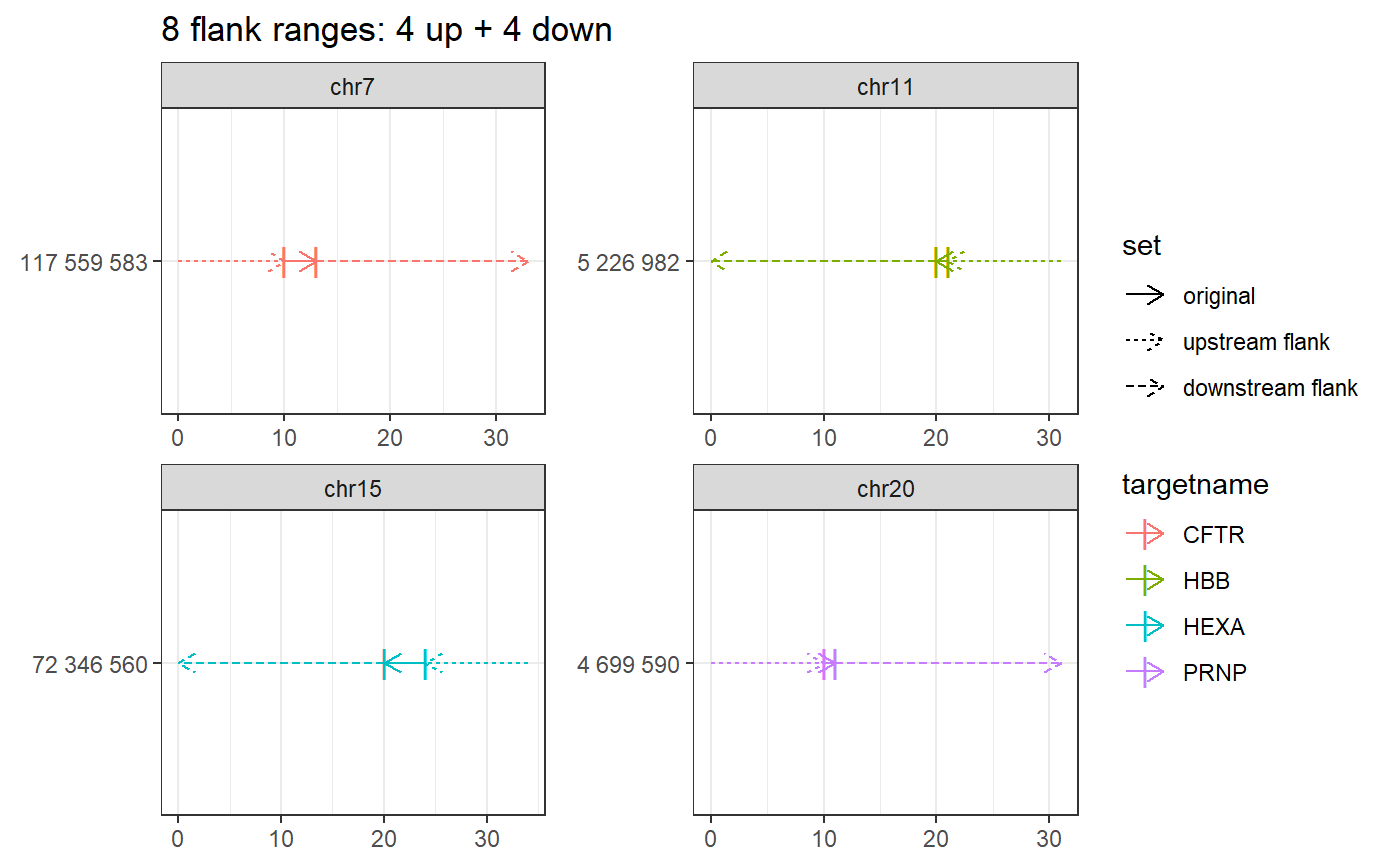 8 flank ranges: 4 up + 4 down
chr7
chr11
117 559 583
5 226 982
0 10 20 30
0 10 20 30
chr15
chr20
72 346 560
4 699 590
0 10 20 30
0 10 20 30
set
original
upstream flank
downstream flank
targetname
CFTR
HBB
HEXA
PRNP